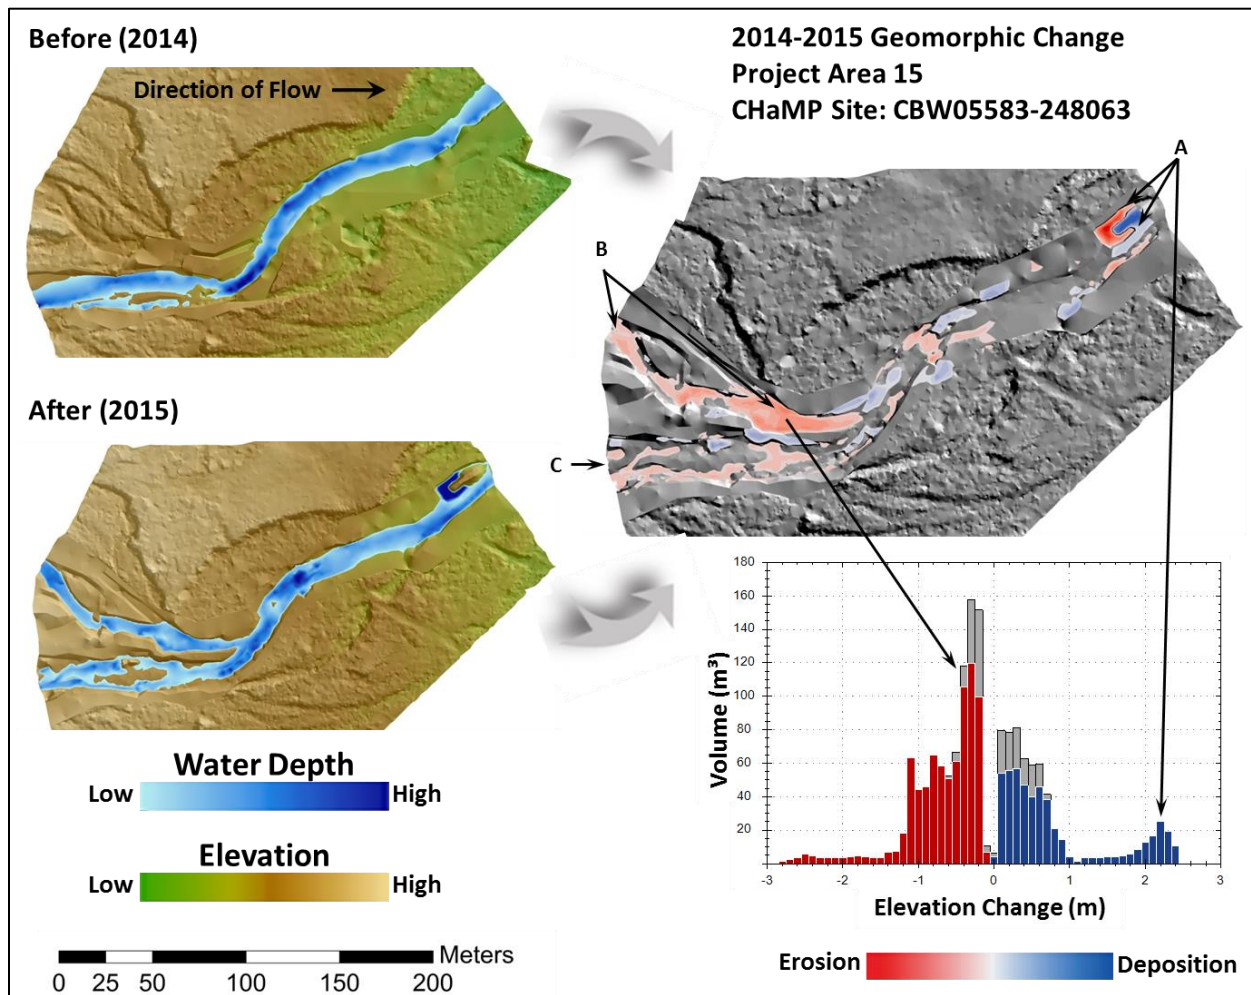 Before (2014)
Direction of Flow
2014-2015 Geomorphic Change
Project Area 15
CHaMP Site: CBW05583-248063
A
B
C
After (2015)
Water Depth
Low
High
Elevation
Low
High
Meters
0 25 50 100 150 200
Volume (m³)
180
160
140
120
100
80
60
40
20
-3 -2 -1 0 1 2 3
Elevation Change (m)
Erosion
Deposition